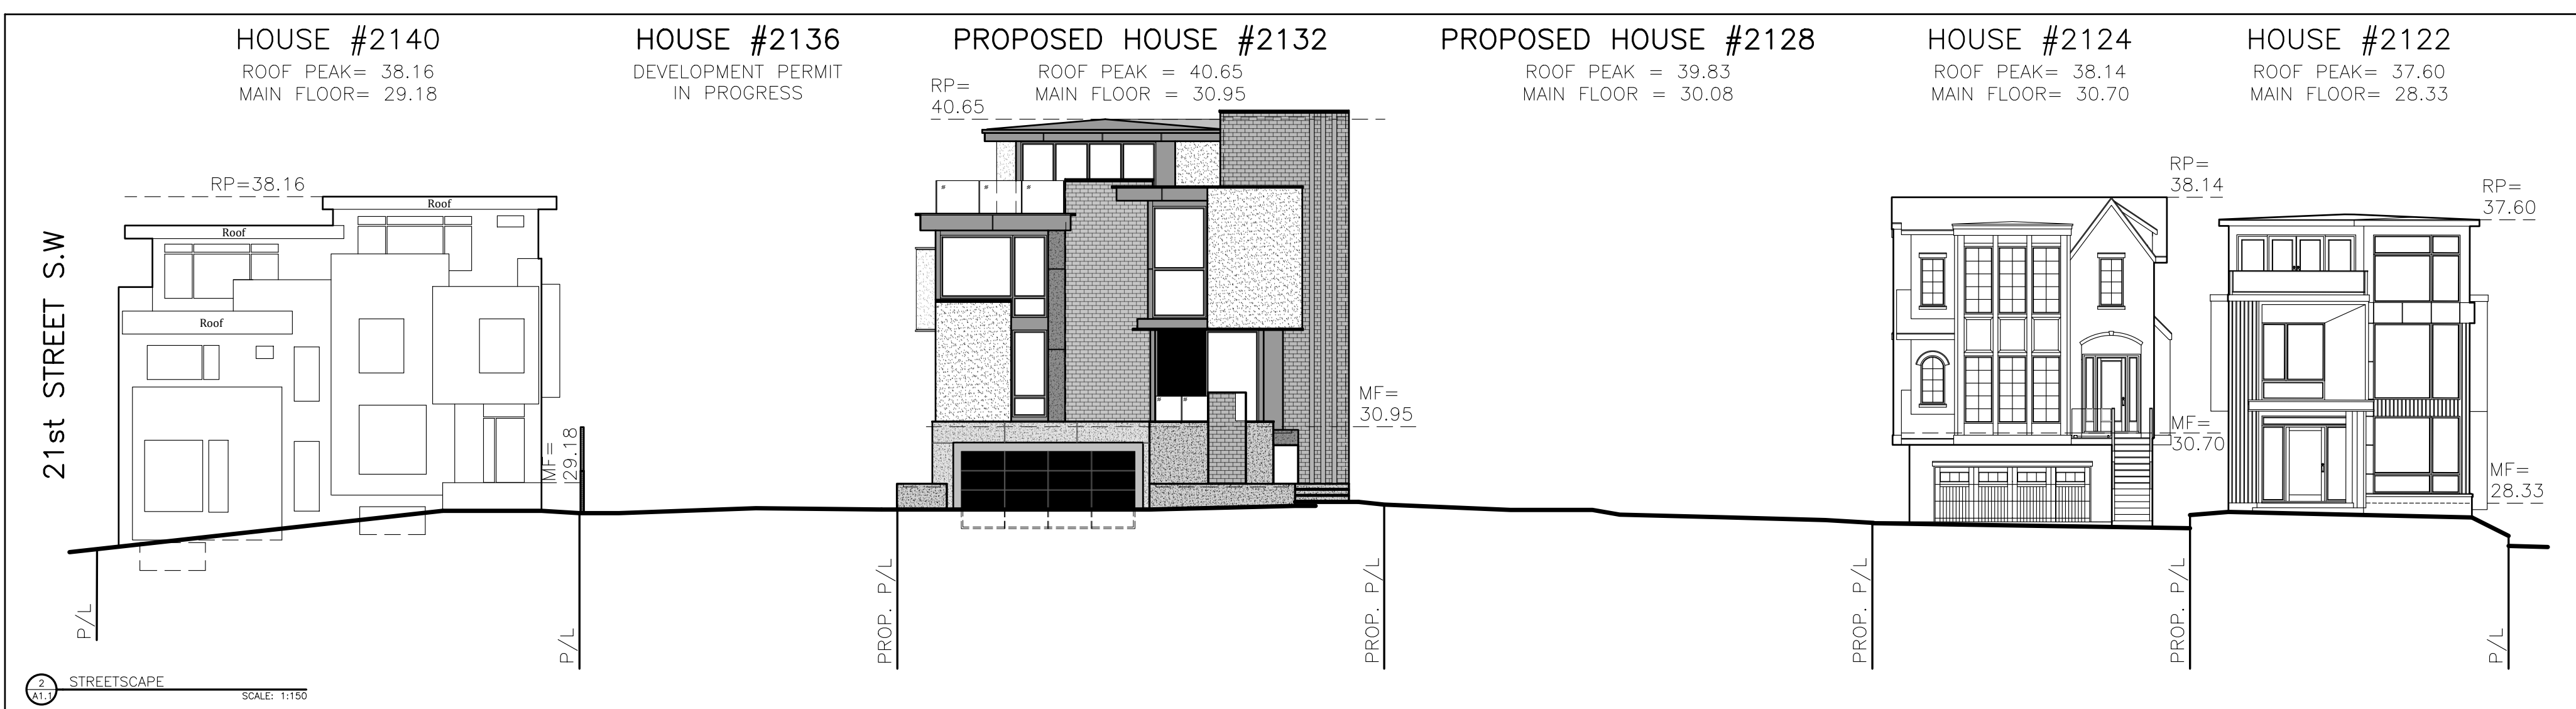 HOUSE #2140
ROOF PEAK= 38.16
MAIN FLOOR= 29.18
HOUSE #2136
DEVELOPMENT PERMIT
IN PROGRESS
PROPOSED HOUSE #2132
ROOF PEAK = 40.65
MAIN FLOOR = 30.95
PROPOSED HOUSE #2128
ROOF PEAK = 39.83
MAIN FLOOR = 30.08
HOUSE #2124
ROOF PEAK= 38.14
MAIN FLOOR= 30.70
HOUSE #2122
ROOF PEAK= 37.60
MAIN FLOOR= 28.33
21st STREET S.W
RP=38.16
Roof
Roof
Roof
MF=
29.18
RP=
40.65
MF=
30.95
RP=
38.14
MF=
30.70
RP=
37.60
MF=
28.33
P/L
P/L
PROP. P/L
PROP. P/L
PROP. P/L
PROP. P/L
P/L
2
A1.1
STREETSCAPE
SCALE: 1:150